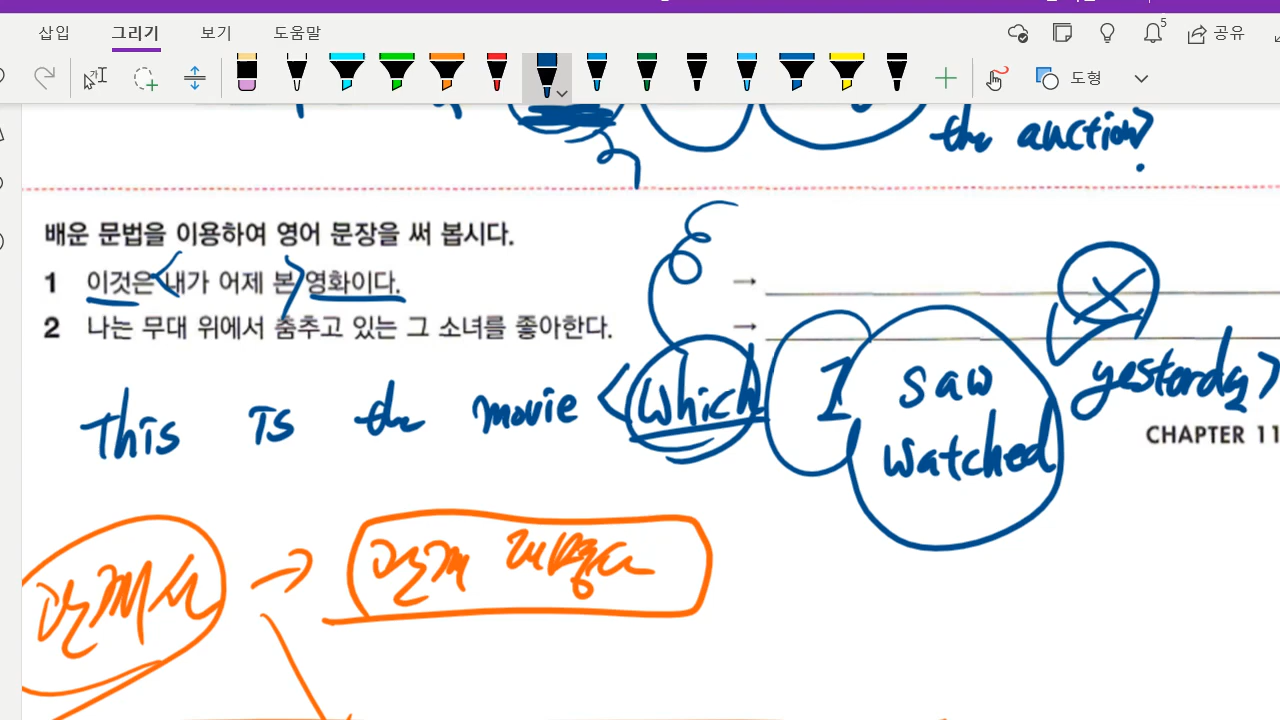 삽입 그리기 보기 도움말 5 공유
가 도형
the auction?
배운 문법을 이용하여 영어 문장을 써 봅시다.
1 이것은 <내가 어제 본> 영화이다. →
2 나는 무대 위에서 춤추고 있는 그 소녀를 좋아한다. →
This is the movie <which I saw yesterday>
watched
CHAPTER 11
관계사 → 관계 대명사